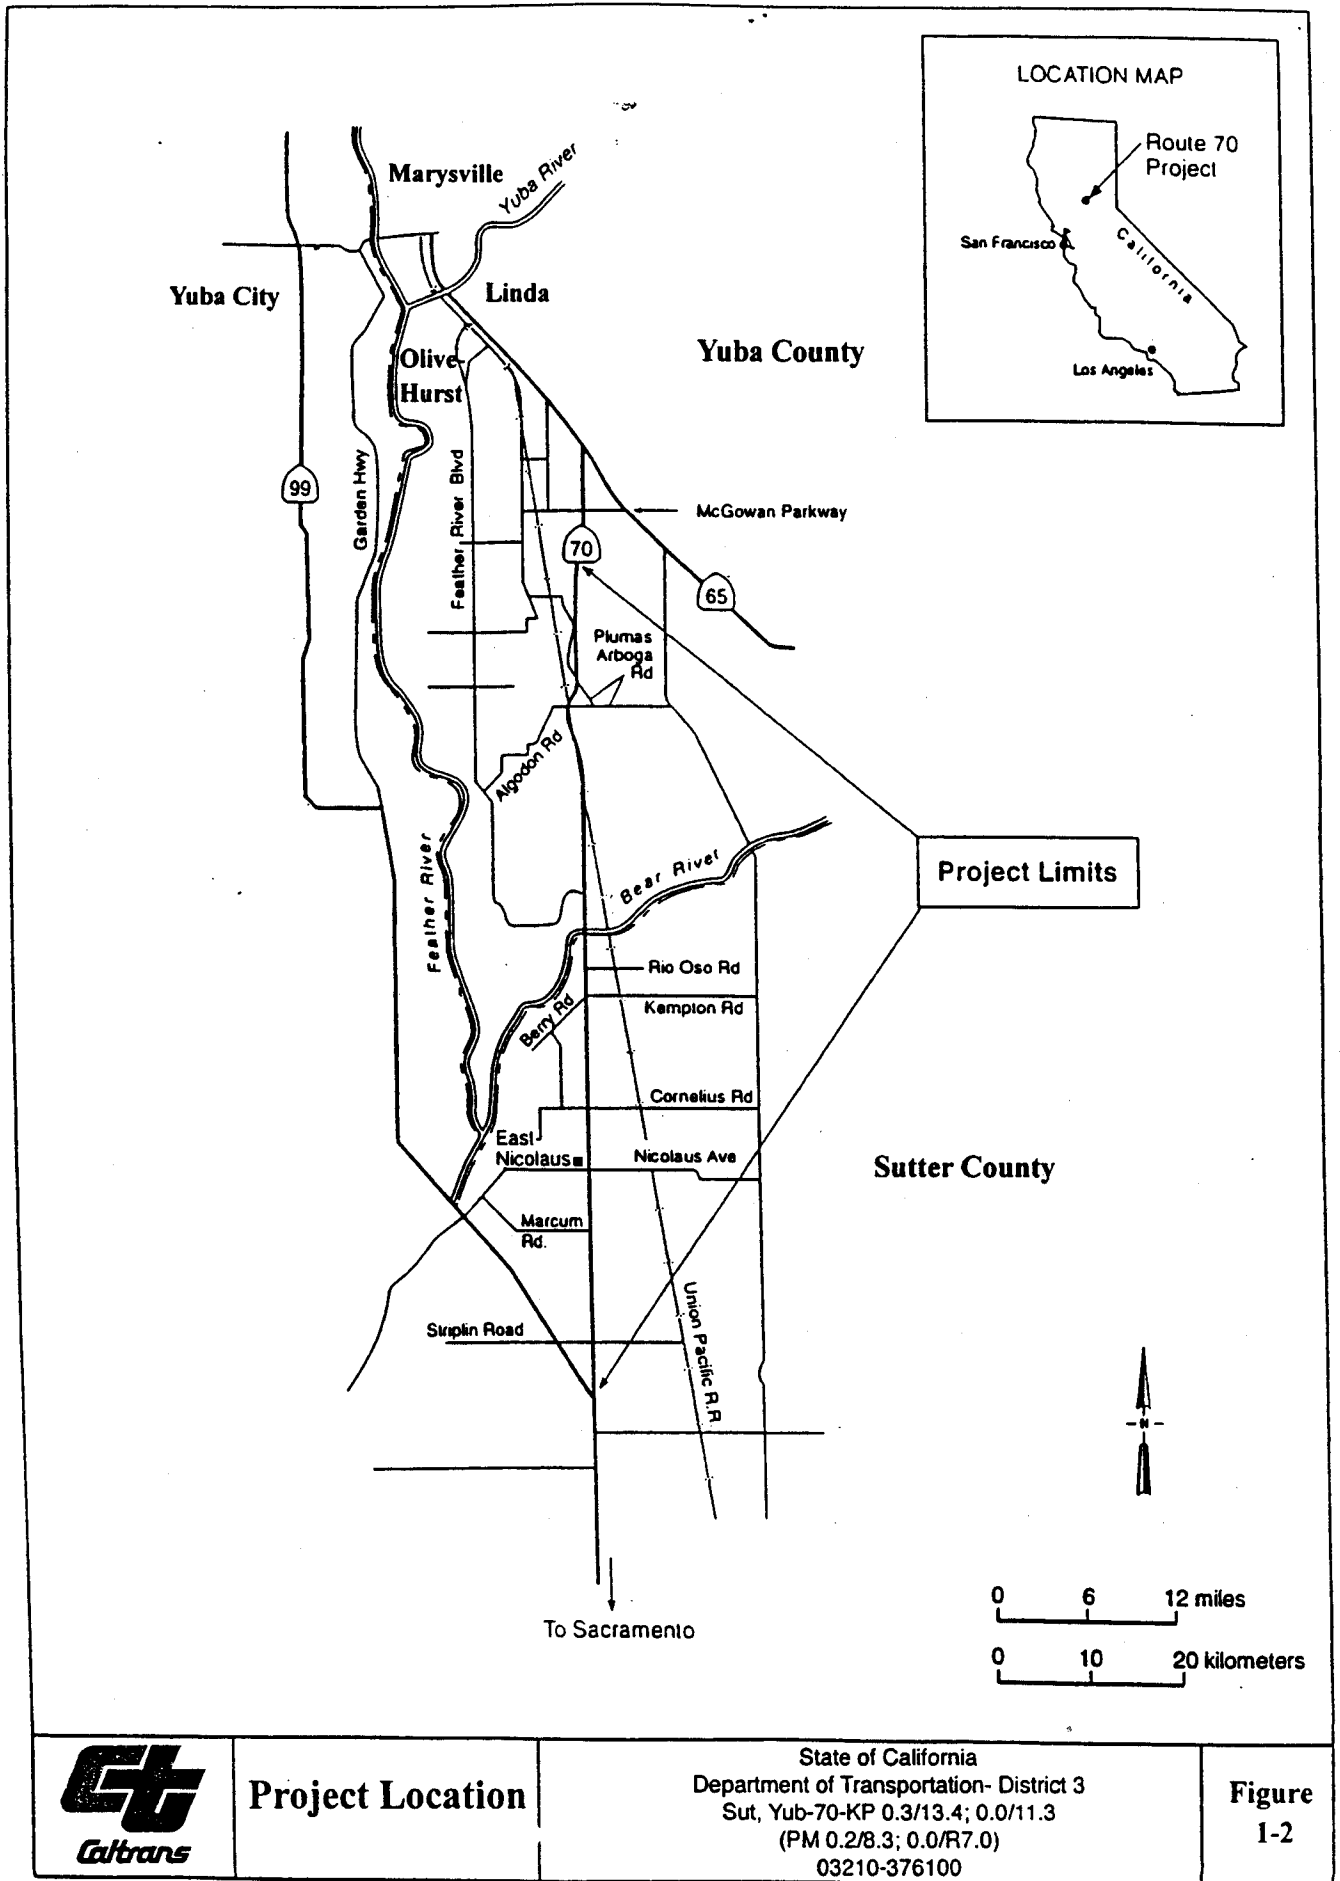 LOCATION MAP
Route 70
Project
San Francisco
California
Los Angeles
Marysville
Yuba River
Yuba City
Linda
Yuba County
Olive-
Hurst
99
Garden Hwy
Feather River Blvd
McGowan Parkway
70
65
Plumas
Arboga
Rd
Algodon Rd
Feather River
Bear River
Project Limits
Rio Oso Rd
Berry Rd
Kempton Rd
Cornelius Rd
East
Nicolaus
Nicolaus Ave
Sutter County
Marcum
Rd.
Union Pacific R.R.
Striplin Road
N
To Sacramento
0 6 12 miles
0 10 20 kilometers
Caltrans
Project Location
State of California
Department of Transportation- District 3
Sut, Yub-70-KP 0.3/13.4; 0.0/11.3
(PM 0.2/8.3; 0.0/R7.0)
03210-376100
Figure
1-2